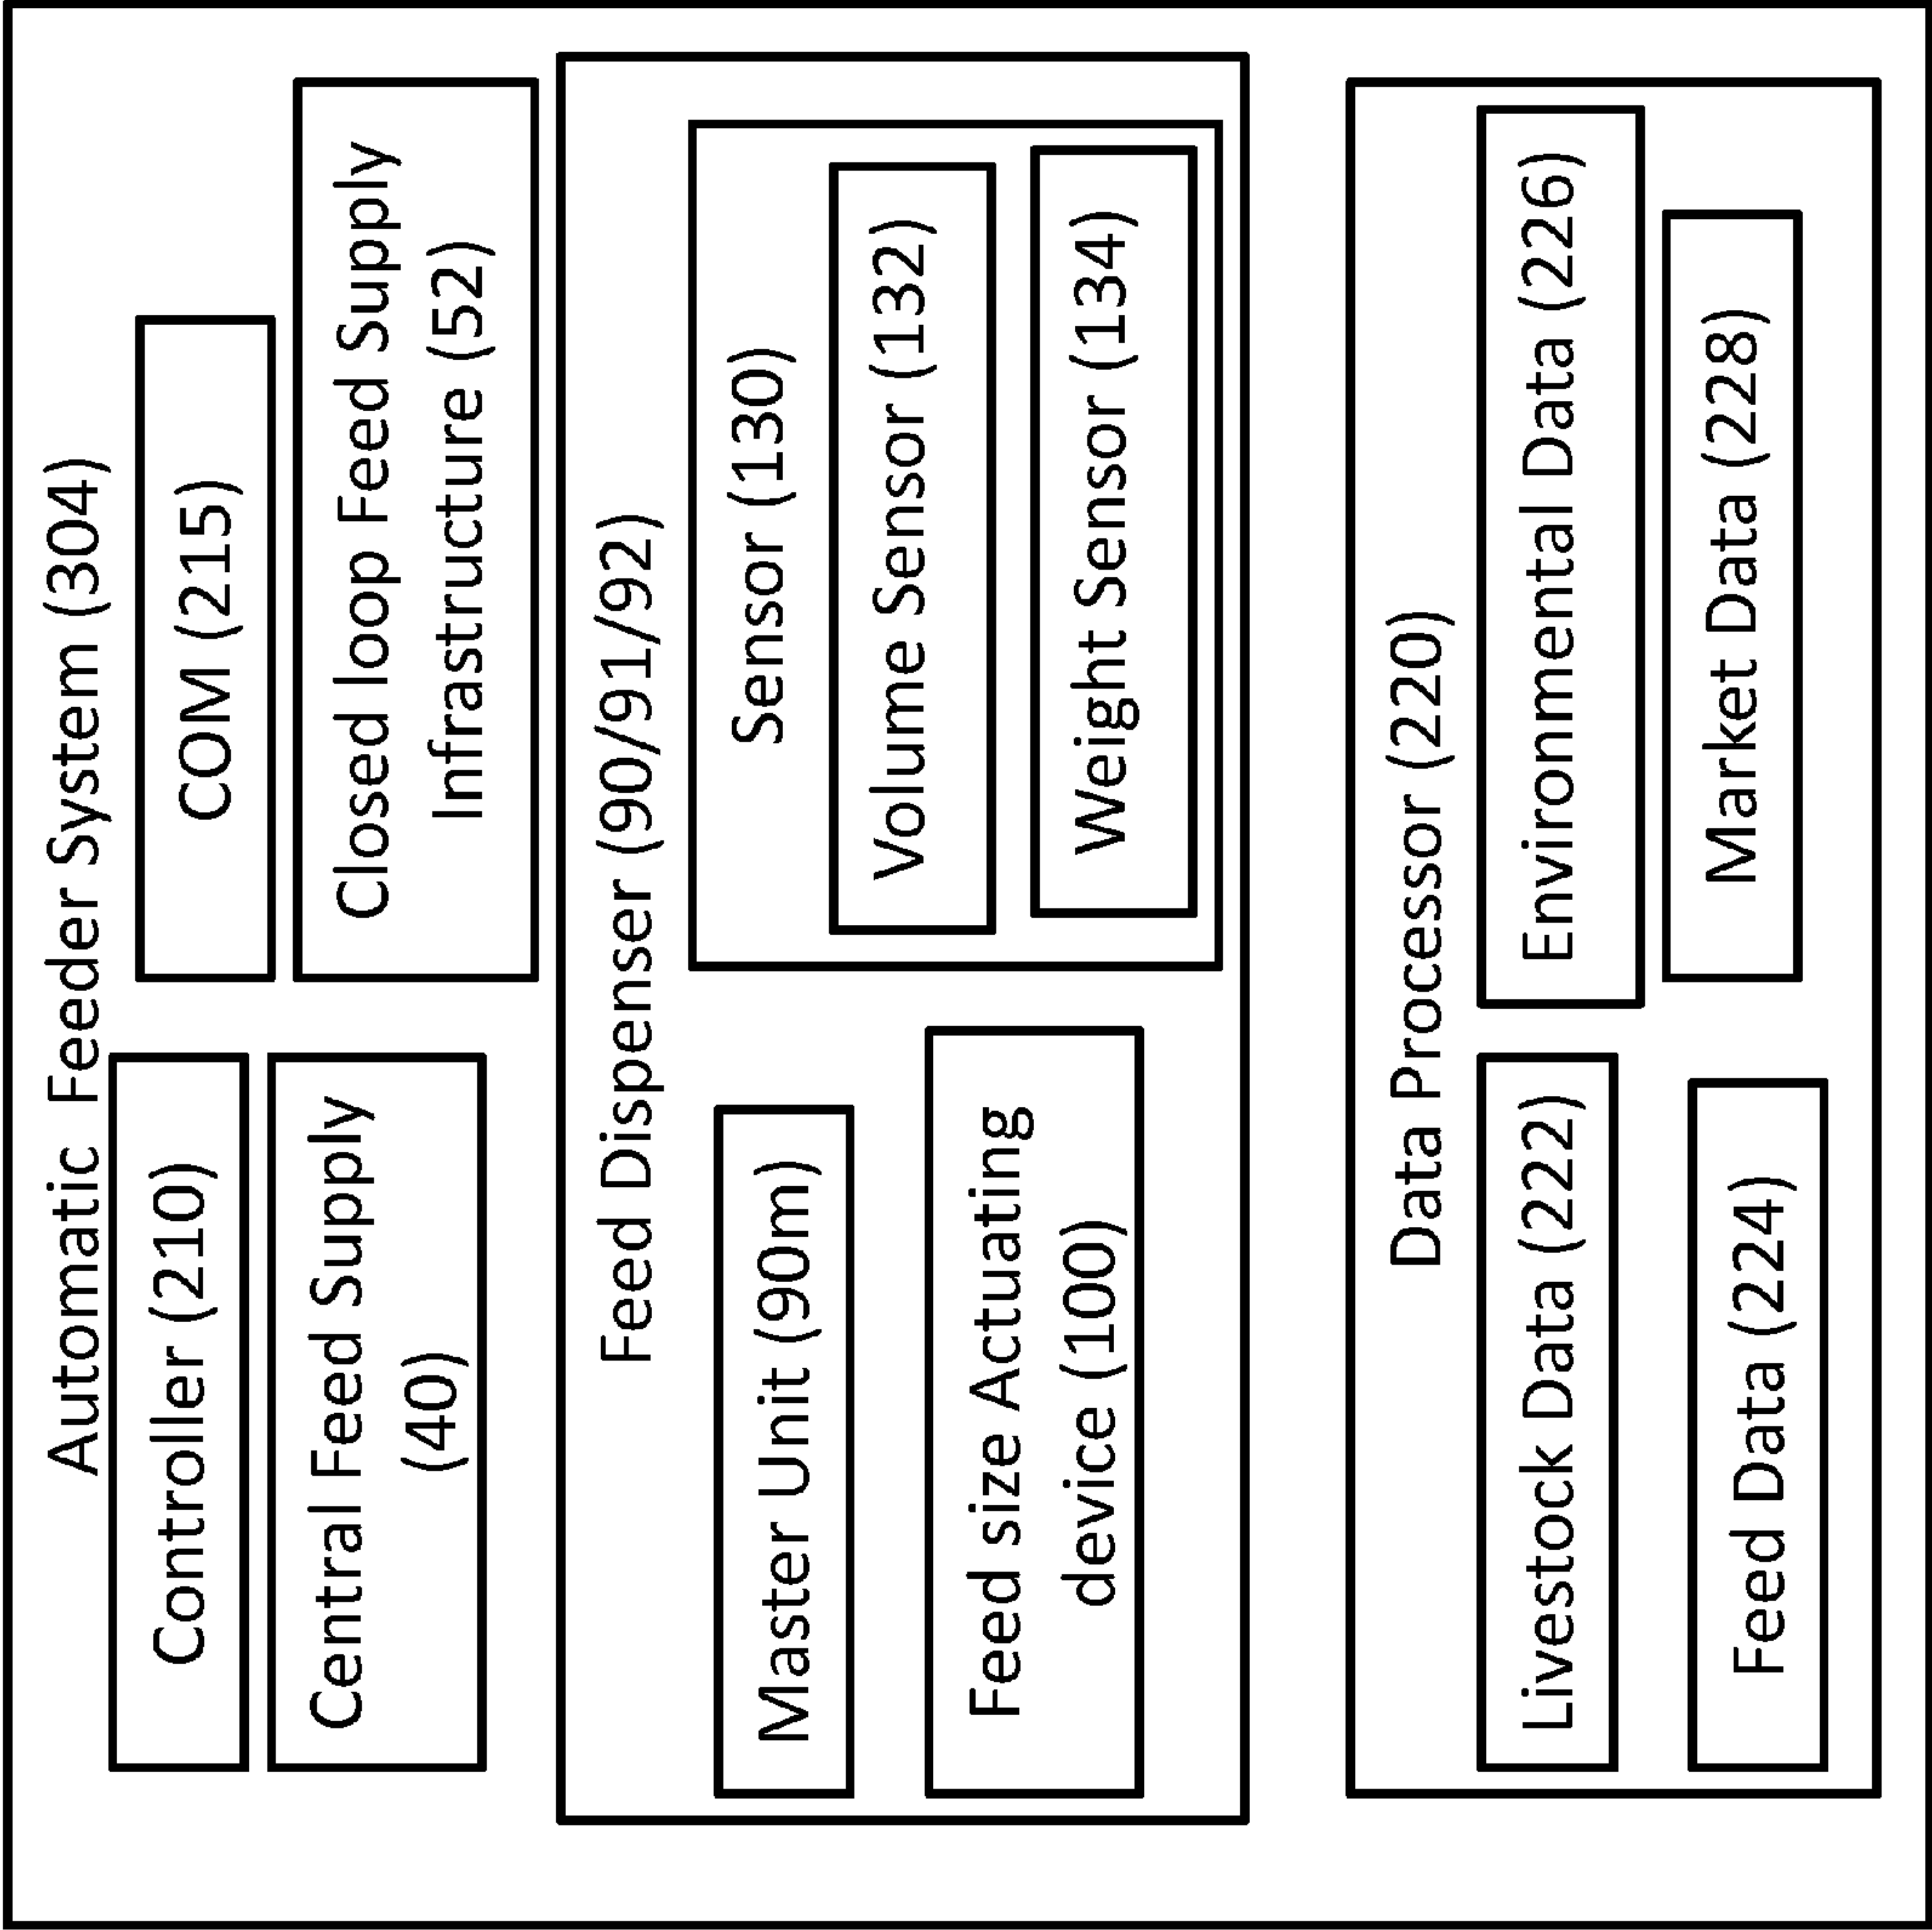 Automatic Feeder System (304)
Controller (210)
COM (215)
Central Feed Supply
(40)
Closed loop Feed Supply
Infrastructure (52)
Feed Dispenser (90/91/92)
Master Unit (90m)
Feed size Actuating
device (100)
Sensor (130)
Volume Sensor (132)
Weight Sensor (134)
Data Processor (220)
Livestock Data (222)
Environmental Data (226)
Feed Data (224)
Market Data (228)